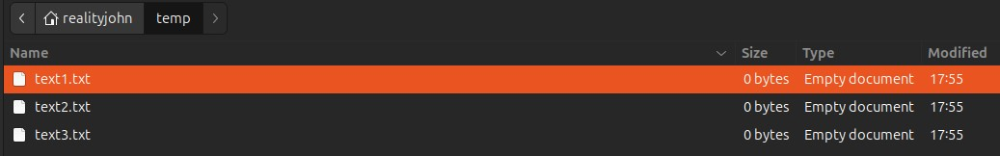 realityjohn temp
Name Size Type Modified
text1.txt 0 bytes Empty document 17:55
text2.txt 0 bytes Empty document 17:55
text3.txt 0 bytes Empty document 17:55